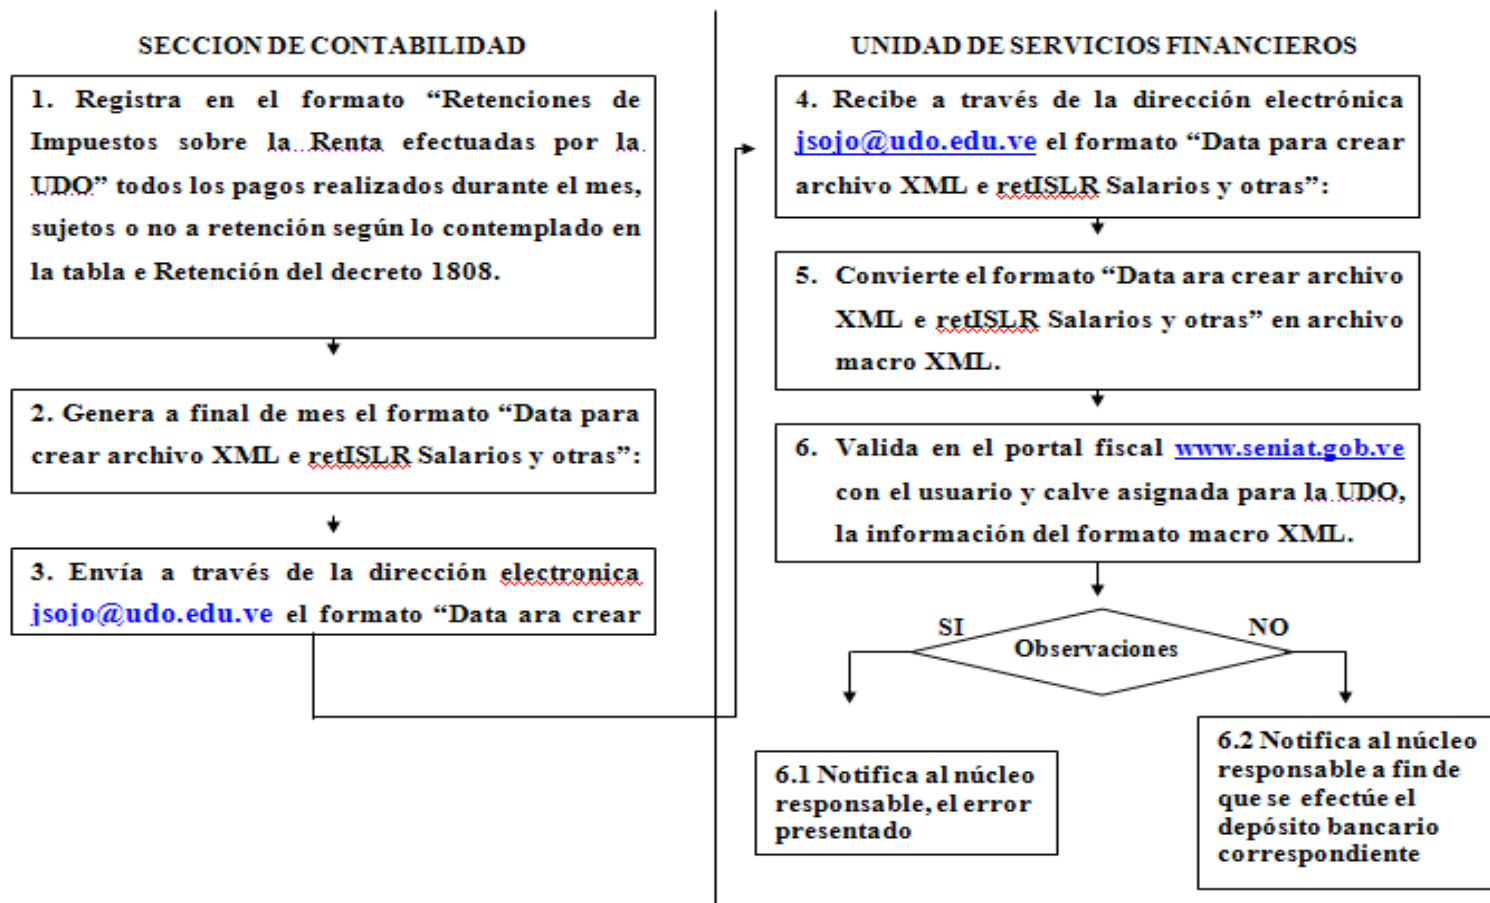 SECCION DE CONTABILIDAD
1. Registra en el formato “Retenciones de
Impuestos sobre la Renta efectuadas por la
UDO” todos los pagos realizados durante el mes,
sujetos o no a retención según lo contemplado en
la tabla e Retención del decreto 1808.
2. Genera a final de mes el formato “Data para
crear archivo XML e retISLR Salarios y otras”:
3. Envía a través de la dirección electronica
jsojo@udo.edu.ve el formato “Data ara crear
UNIDAD DE SERVICIOS FINANCIEROS
4. Recibe a través de la dirección electrónica
jsojo@udo.edu.ve el formato “Data para crear
archivo XML e retISLR Salarios y otras”:
5. Convierte el formato “Data ara crear archivo
XML e retISLR Salarios y otras” en archivo
macro XML.
6. Valida en el portal fiscal www.seniat.gob.ve
con el usuario y calve asignada para la UDO,
la información del formato macro XML.
SI
Observaciones
NO
6.1 Notifica al núcleo
responsable, el error
presentado
6.2 Notifica al núcleo
responsable a fin de
que se efectúe el
depósito bancario
correspondiente